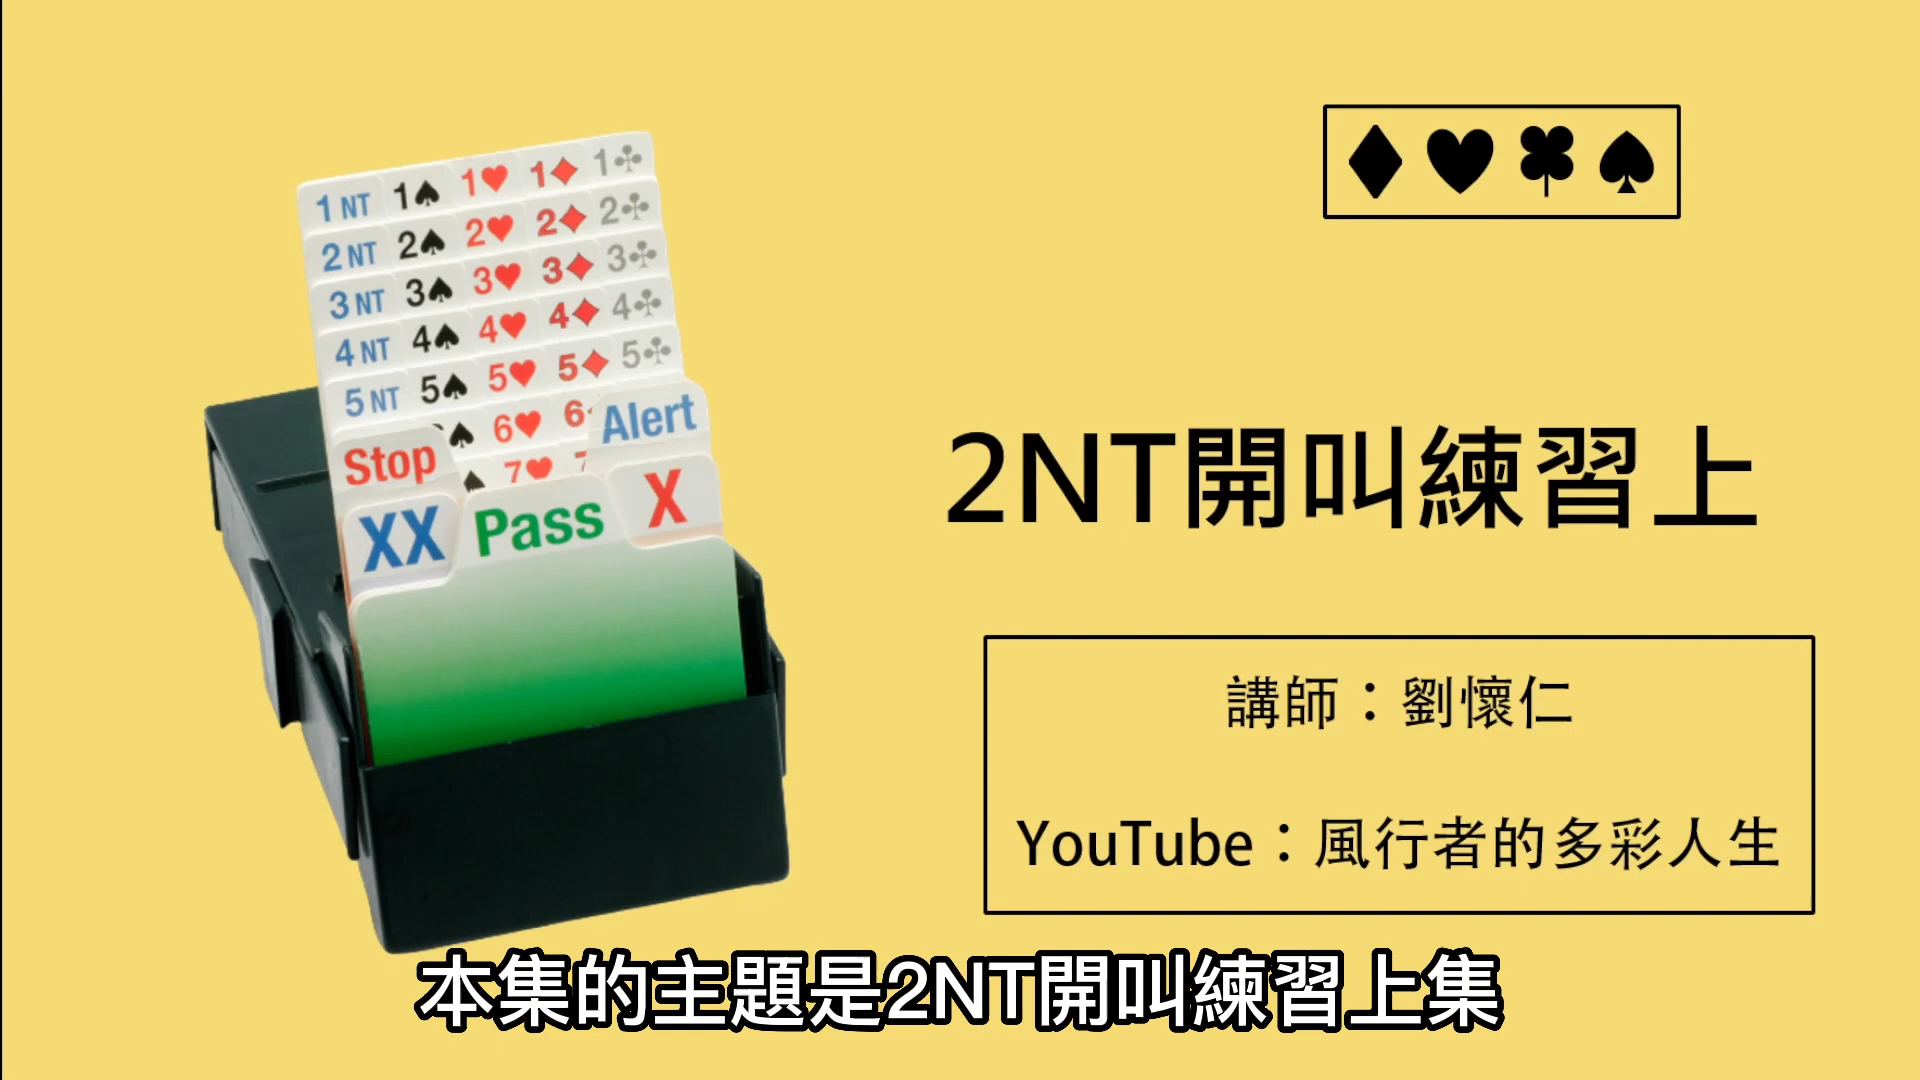 1NT 1♠ 1♥ 1♦ 1♣
2NT 2♠ 2♥ 2♦ 2♣
3NT 3♠ 3♥ 3♦ 3♣
4NT 4♠ 4♥ 4♦ 4♣
5NT 5♠ 5♥ 5♦ 5♣
♠ 6♥ 6
Alert
Stop
♠ 7♥
XX Pass X
♦ ♥ ♣ ♠
2NT開叫練習上
講師：劉懷仁
YouTube：風行者的多彩人生
本集的主題是2NT開叫練習上集